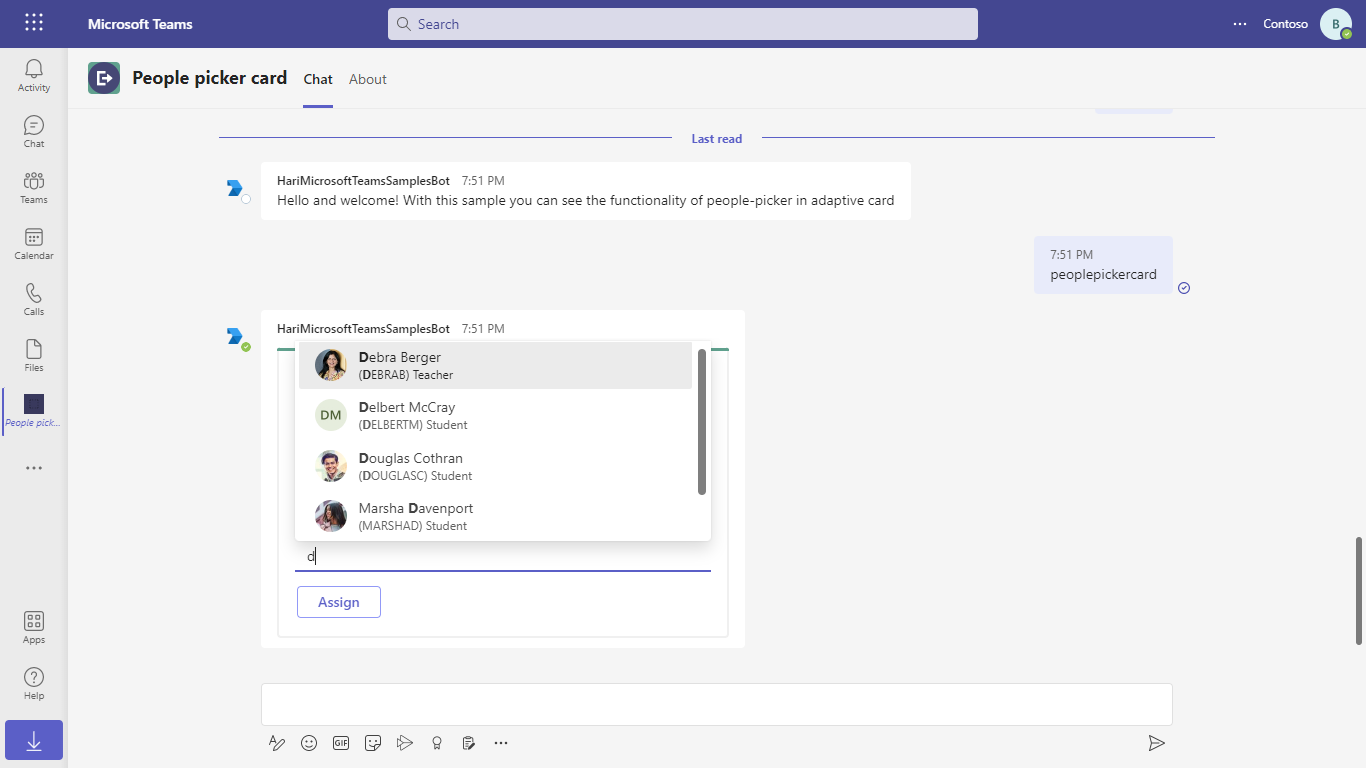 Microsoft Teams
Search
Contoso
B
Activity
Chat
Teams
Calendar
Calls
Files
People pick...
Apps
Help
People picker card
Chat
About
Last read
HariMicrosoftTeamsSamplesBot 7:51 PM
Hello and welcome! With this sample you can see the functionality of people-picker in adaptive card
7:51 PM
peoplepickercard
HariMicrosoftTeamsSamplesBot 7:51 PM
Debra Berger
(DEBRAB) Teacher
DM
Delbert McCray
(DELBERTM) Student
Douglas Cothran
(DOUGLASC) Student
Marsha Davenport
(MARSHAD) Student
d
Assign
GIF